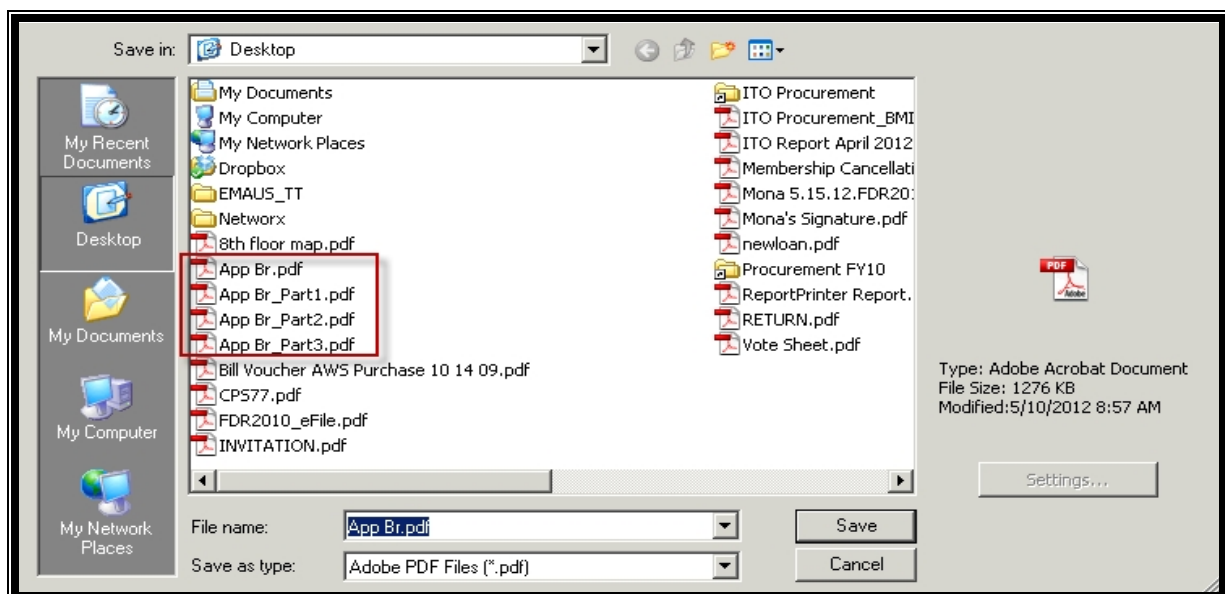 Save in:
Desktop
My Recent
Documents
Desktop
My Documents
My Computer
My Network
Places
My Documents
My Computer
My Network Places
Dropbox
EMAUS_TT
Networx
8th floor map.pdf
App Br.pdf
App Br_Part1.pdf
App Br_Part2.pdf
App Br_Part3.pdf
Bill Voucher AWS Purchase 10 14 09.pdf
CPS77.pdf
FDR2010_eFile.pdf
INVITATION.pdf
ITO Procurement
ITO Procurement_BMI
ITO Report April 2012
Membership Cancellati
Mona 5.15.12.FDR20
Mona's Signature.pdf
newloan.pdf
Procurement FY10
ReportPrinter Report.
RETURN.pdf
Vote Sheet.pdf
PDF
Adobe
Type: Adobe Acrobat Document
File Size: 1276 KB
Modified:5/10/2012 8:57 AM
Settings...
File name:
App Br.pdf
Save
Save as type:
Adobe PDF Files (*.pdf)
Cancel